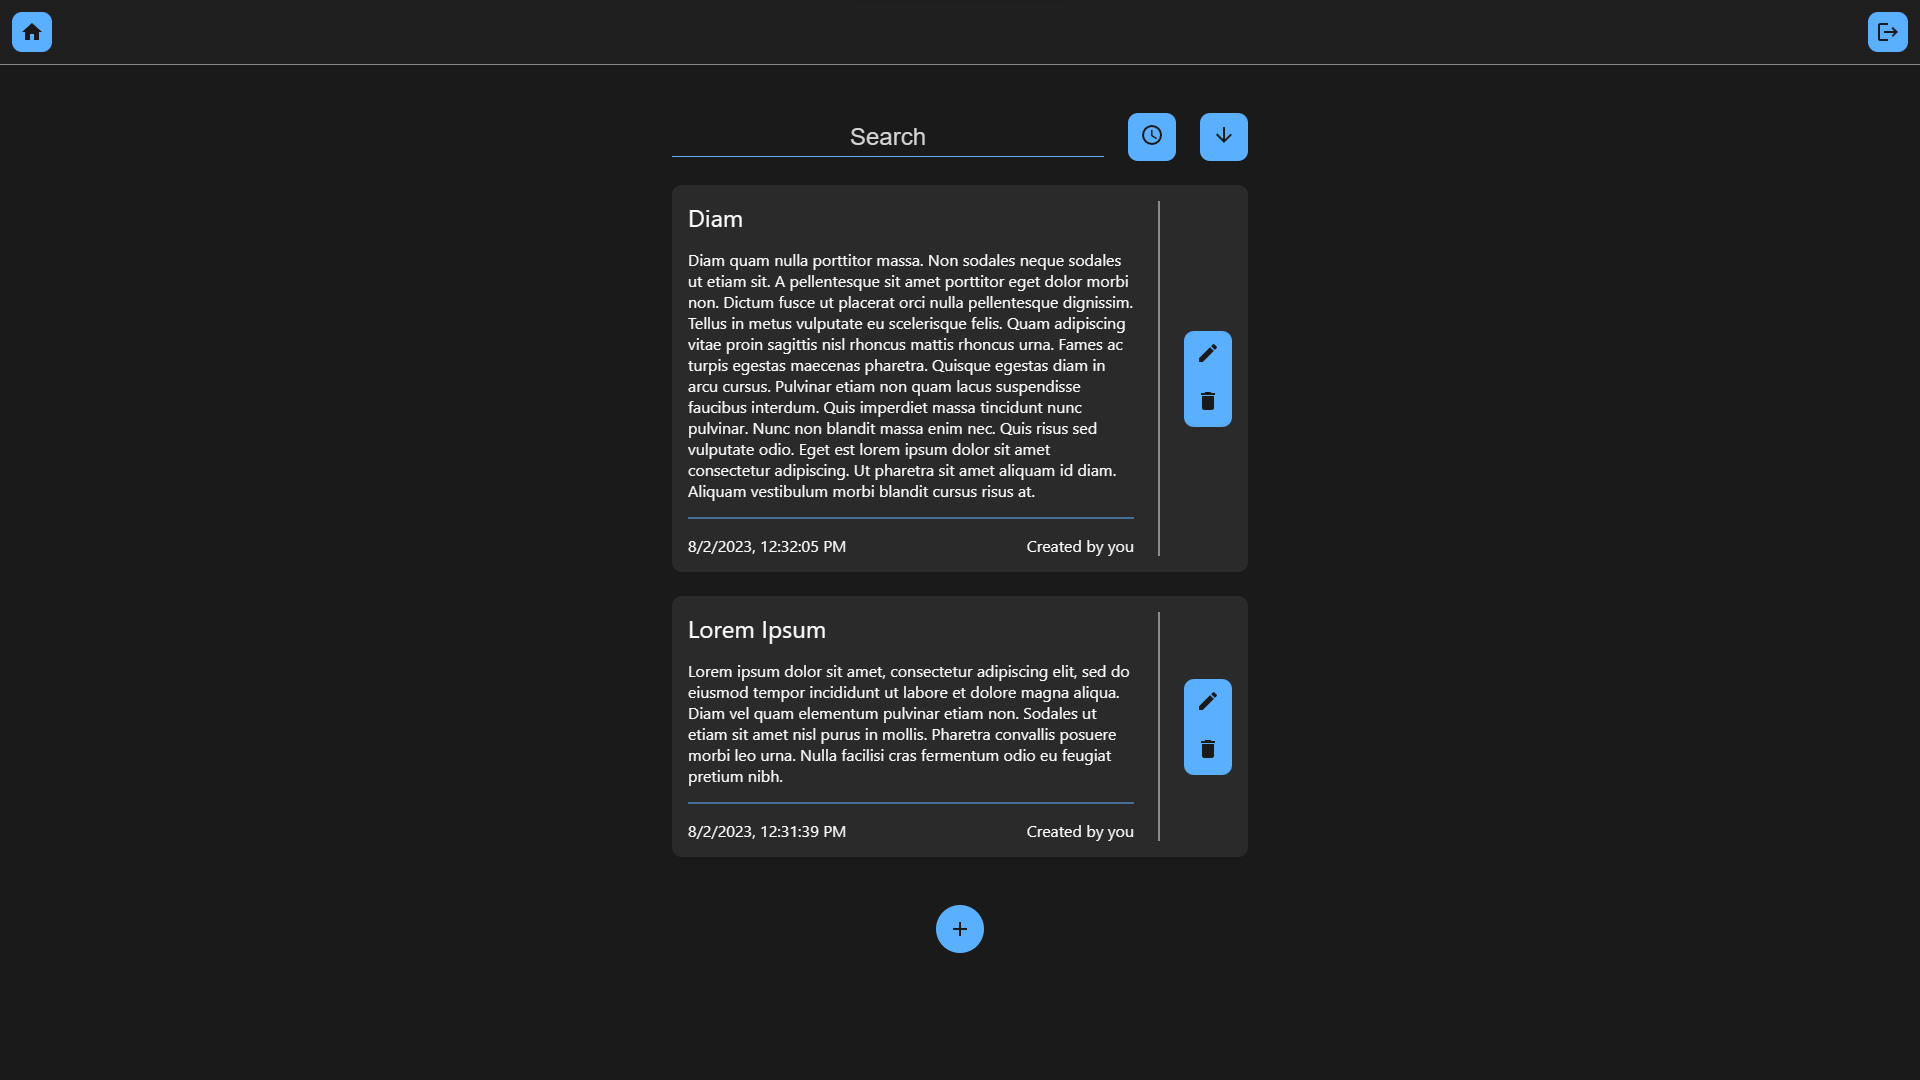 Search
Diam
Diam quam nulla porttitor massa. Non sodales neque sodales
ut etiam sit. A pellentesque sit amet porttitor eget dolor morbi
non. Dictum fusce ut placerat orci nulla pellentesque dignissim.
Tellus in metus vulputate eu scelerisque felis. Quam adipiscing
vitae proin sagittis nisl rhoncus mattis rhoncus urna. Fames ac
turpis egestas maecenas pharetra. Quisque egestas diam in
arcu cursus. Pulvinar etiam non quam lacus suspendisse
faucibus interdum. Quis imperdiet massa tincidunt nunc
pulvinar. Nunc non blandit massa enim nec. Quis risus sed
vulputate odio. Eget est lorem ipsum dolor sit amet
consectetur adipiscing. Ut pharetra sit amet aliquam id diam.
Aliquam vestibulum morbi blandit cursus risus at.
8/2/2023, 12:32:05 PM Created by you
Lorem Ipsum
Lorem ipsum dolor sit amet, consectetur adipiscing elit, sed do
eiusmod tempor incididunt ut labore et dolore magna aliqua.
Diam vel quam elementum pulvinar etiam non. Sodales ut
etiam sit amet nisl purus in mollis. Pharetra convallis posuere
morbi leo urna. Nulla facilisi cras fermentum odio eu feugiat
pretium nibh.
8/2/2023, 12:31:39 PM Created by you